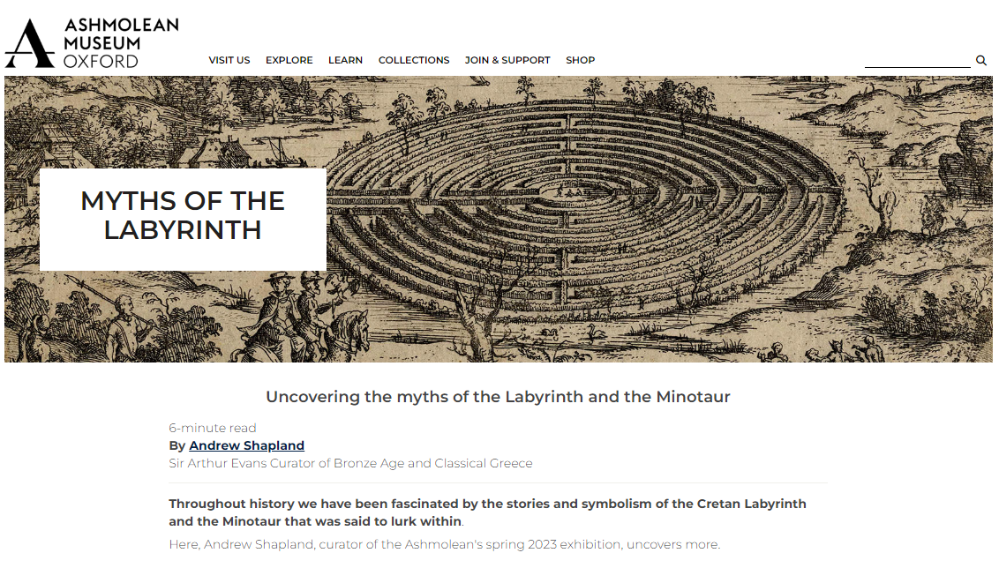 ASHMOLEAN
MUSEUM
OXFORD
VISIT US EXPLORE LEARN COLLECTIONS JOIN & SUPPORT SHOP
MYTHS OF THE
LABYRINTH
Uncovering the myths of the Labyrinth and the Minotaur
6-minute read
By Andrew Shapland
Sir Arthur Evans Curator of Bronze Age and Classical Greece
Throughout history we have been fascinated by the stories and symbolism of the Cretan Labyrinth
and the Minotaur that was said to lurk within.
Here, Andrew Shapland, curator of the Ashmolean's spring 2023 exhibition, uncovers more.